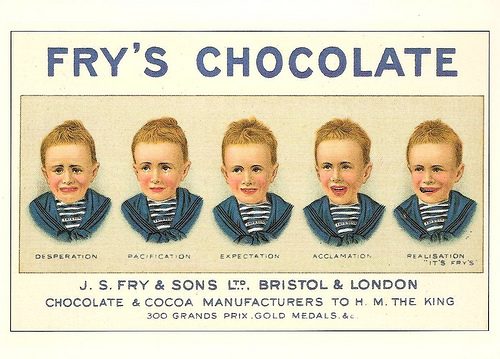 FRY'S CHOCOLATE
DESPERATION PACIFICATION EXPECTATION ACCLAMATION REALISATION
"IT'S FRY'S"
J. S. FRY & SONS LTD, BRISTOL & LONDON
CHOCOLATE & COCOA MANUFACTURERS TO H. M. THE KING
300 GRANDS PRIX, GOLD MEDALS, &c.